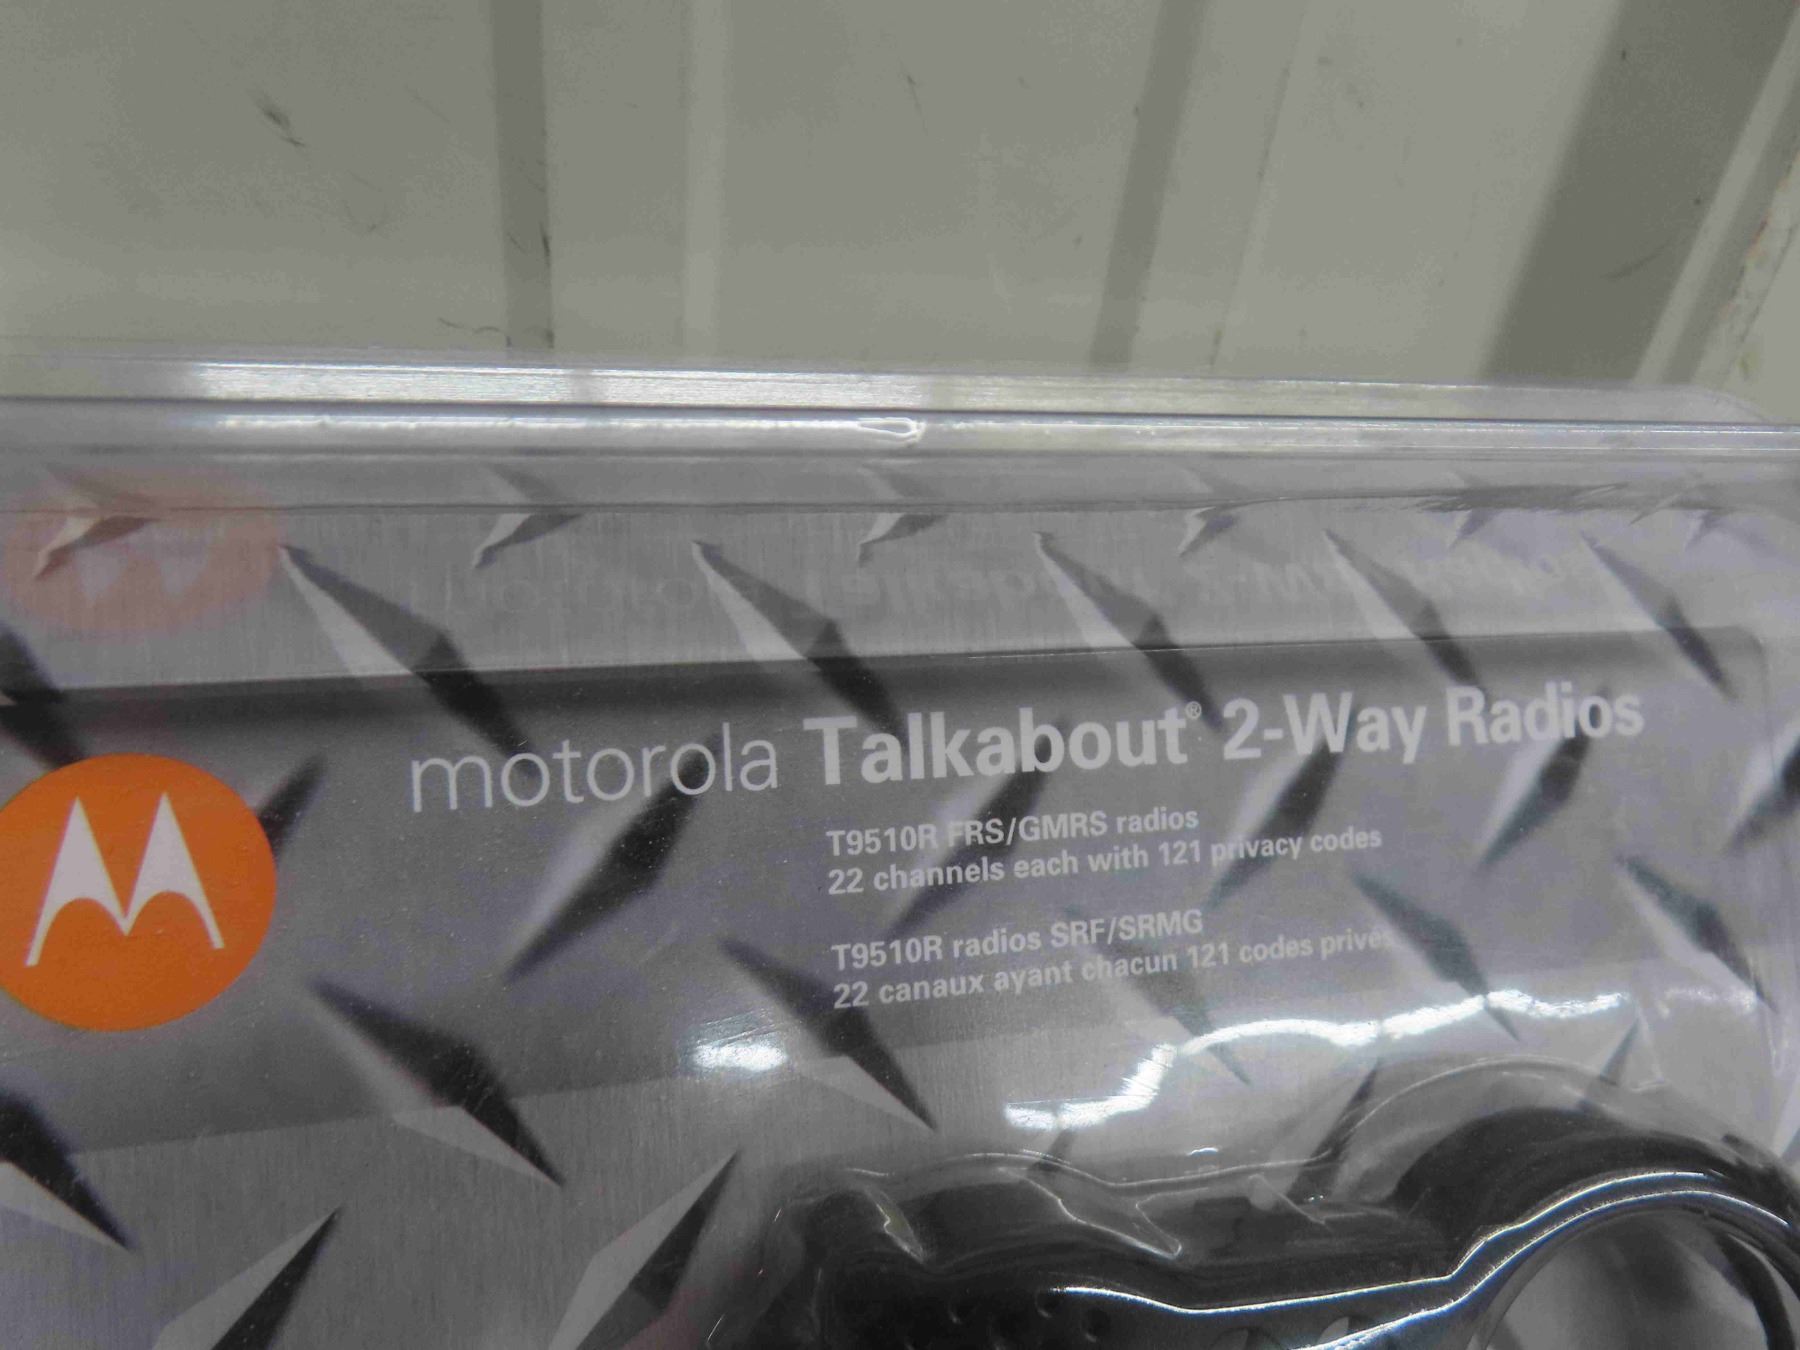 motorola Talkabout® 2-Way Radios
T9510R FRS/GMRS radios
22 channels each with 121 privacy codes
T9510R radios SRF/SRMG
22 canaux ayant chacun 121 codes privés